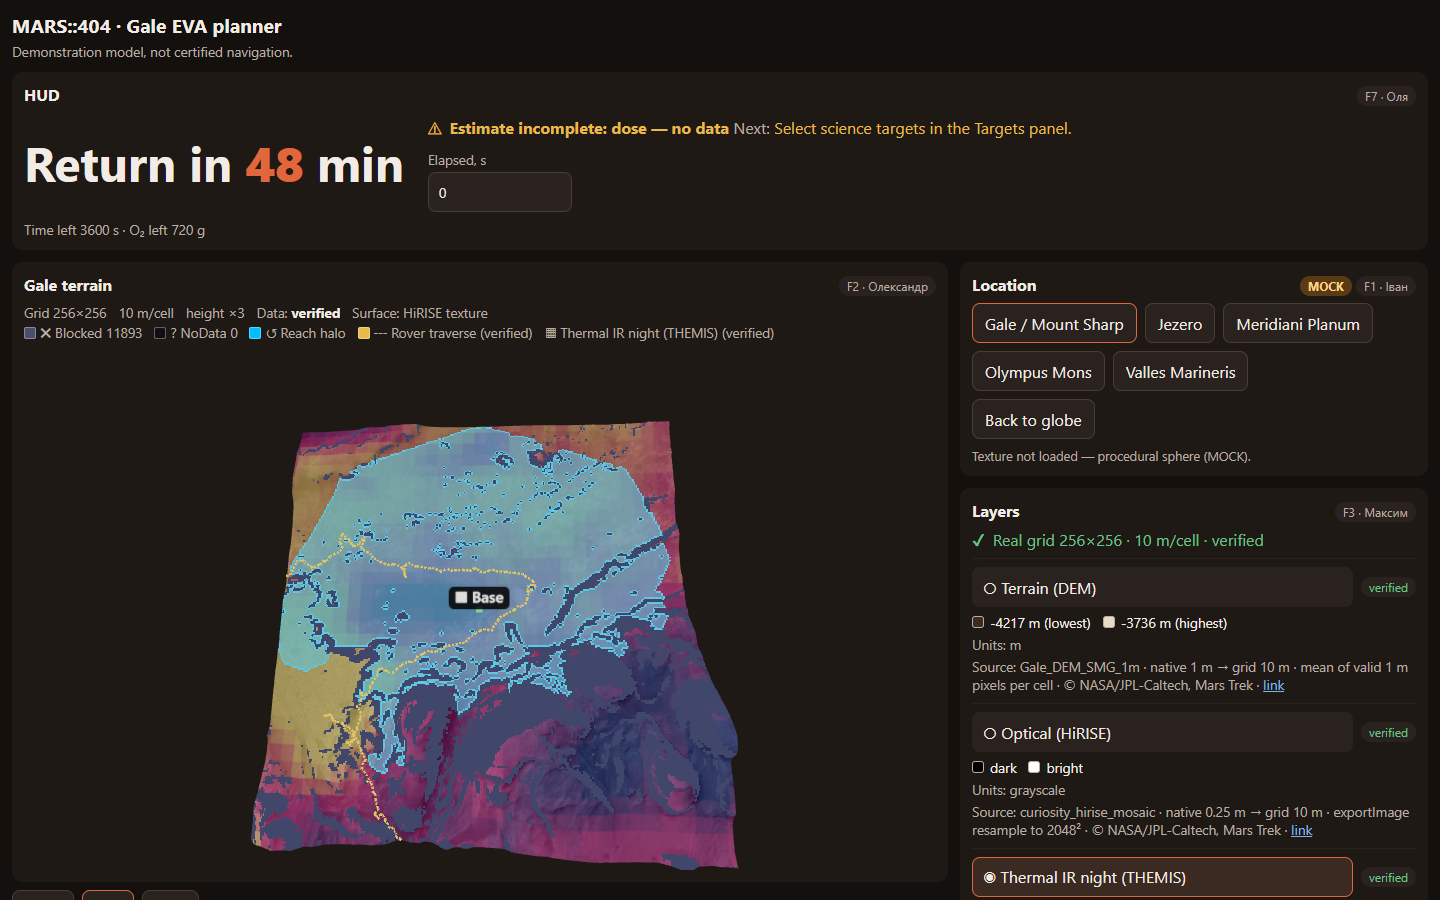 MARS::404 · Gale EVA planner
Demonstration model, not certified navigation.
HUD
F7 · Оля
Return in 48 min
⚠ Estimate incomplete: dose — no data Next: Select science targets in the Targets panel.
Elapsed, s
0
Time left 3600 s · O₂ left 720 g
Gale terrain
F2 · Олександр
Grid 256×256 10 m/cell height ×3 Data: verified Surface: HiRISE texture
✕ Blocked 11893 ? NoData 0 ↺ Reach halo --- Rover traverse (verified) ▦ Thermal IR night (THEMIS) (verified)
Base
Location
MOCK
F1 · Іван
Gale / Mount Sharp
Jezero
Meridiani Planum
Olympus Mons
Valles Marineris
Back to globe
Texture not loaded — procedural sphere (MOCK).
Layers
F3 · Максим
✓ Real grid 256×256 · 10 m/cell · verified
○ Terrain (DEM)
verified
-4217 m (lowest) -3736 m (highest)
Units: m
Source: Gale_DEM_SMG_1m · native 1 m → grid 10 m · mean of valid 1 m
pixels per cell · © NASA/JPL-Caltech, Mars Trek · link
○ Optical (HiRISE)
verified
dark bright
Units: grayscale
Source: curiosity_hirise_mosaic · native 0.25 m → grid 10 m · exportImage
resample to 2048² · © NASA/JPL-Caltech, Mars Trek · link
◉ Thermal IR night (THEMIS)
verified